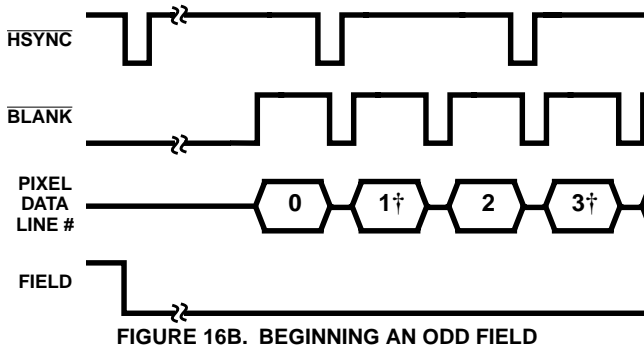 HSYNC
BLANK
PIXEL
DATA
LINE #
0 1† 2 3†
FIELD
FIGURE 16B. BEGINNING AN ODD FIELD